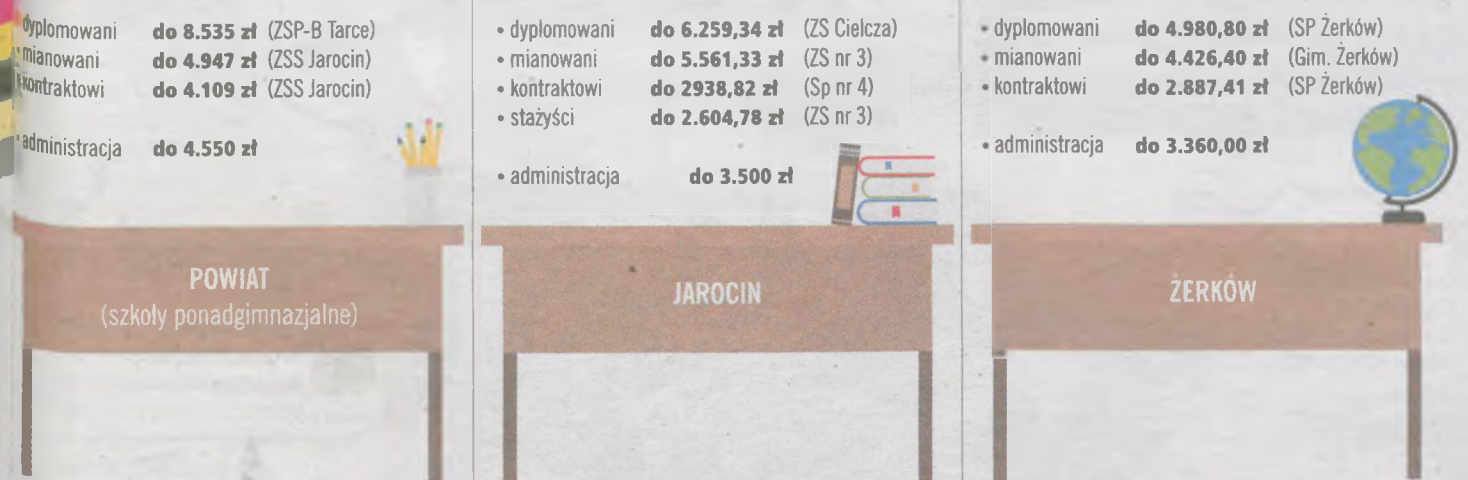 dyplomowani do 8.535 zł (ZSP-B Tarce)
• mianowani do 4.947 zł (ZSS Jarocin)
kontraktowi do 4.109 zł (ZSS Jarocin)
• administracja do 4.550 zł
POWIAT
(szkoły ponadgimnazjalne)
• dyplomowani do 6.259,34 zł (ZS Cielcza)
• mianowani do 5.561,33 zł (ZS nr 3)
• kontraktowi do 2938,82 zł (Sp nr 4)
• stażyści do 2.604,78 zł (ZS nr 3)
• administracja do 3.500 zł
JAROCIN
• dyplomowani do 4.980,80 zł (SP Żerków)
• mianowani do 4.426,40 zł (Gim. Żerków)
• kontraktowi do 2.887,41 zł (SP Żerków)
• administracja do 3.360,00 zł
ŻERKÓW